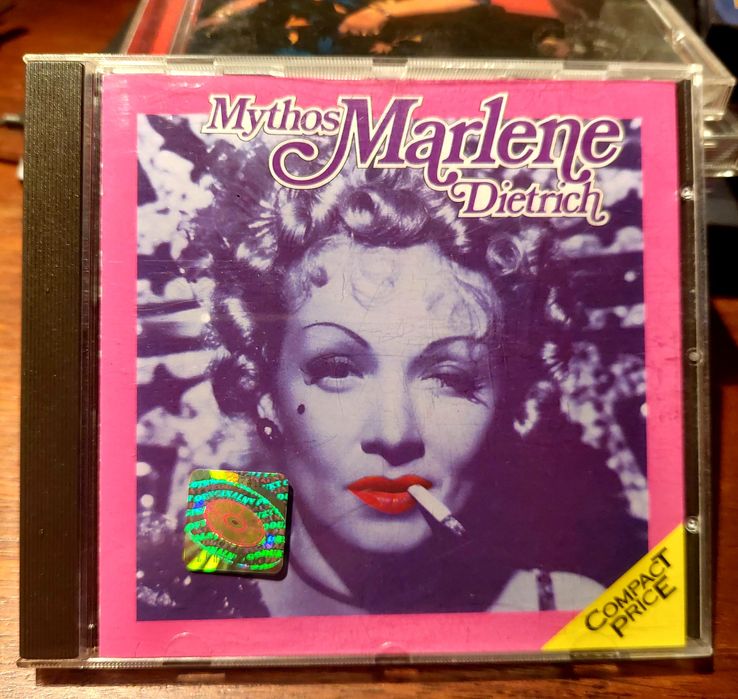 Mythos Marlene
Dietrich
COMPACT
PRICE